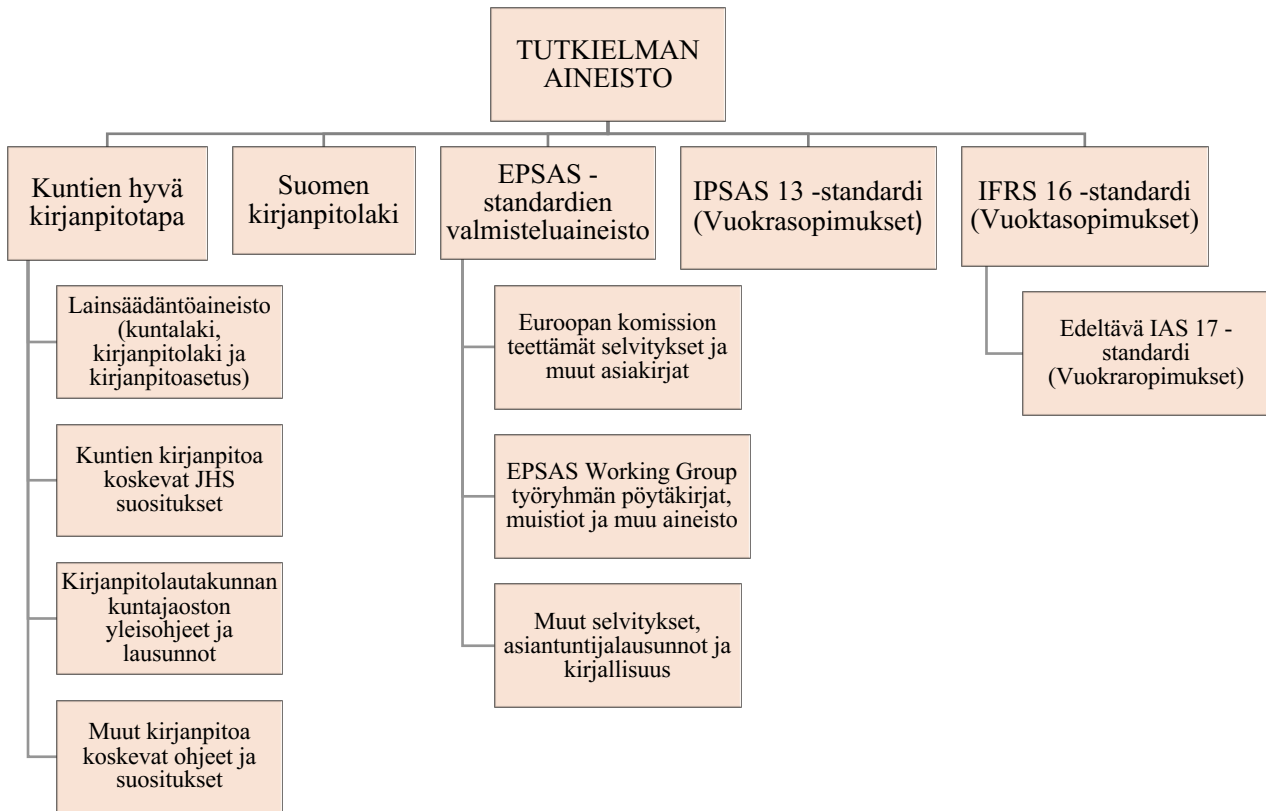 TUTKIELMAN
AINEISTO
Kuntien hyvä
kirjanpitotapa
Suomen
kirjanpitolaki
EPSAS -
standardien
valmisteluaineisto
IPSAS 13 -standardi
(Vuokrasopimukset)
IFRS 16 -standardi
(Vuoktasopimukset)
Lainsäädäntöaineisto
(kuntalaki,
kirjanpitolaki ja
kirjanpitoasetus)
Kuntien kirjanpitoa
koskevat JHS
suositukset
Kirjanpitolautakunnan
kuntajaoston
yleisohjeet ja
lausunnot
Muut kirjanpitoa
koskevat ohjeet ja
suositukset
Euroopan komission
teettämät selvitykset ja
muut asiakirjat
EPSAS Working Group
työryhmän pöytäkirjat,
muistiot ja muu aineisto
Muut selvitykset,
asiantuntijalausunnot ja
kirjallisuus
Edeltävä IAS 17 -
standardi
(Vuokraropimukset)